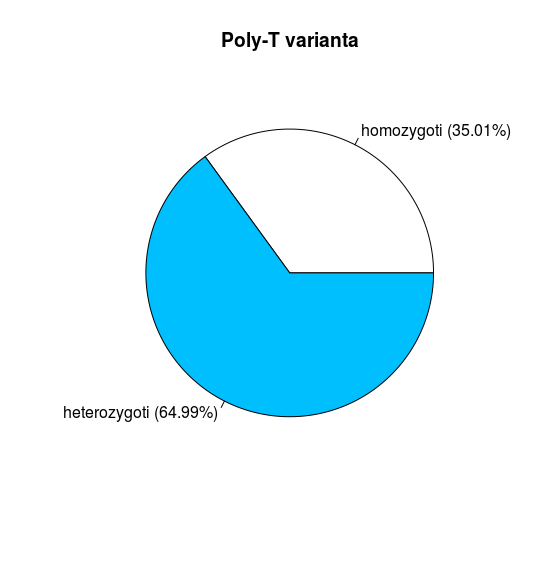 Poly-T varianta
homozygoti (35.01%)
heterozygoti (64.99%)